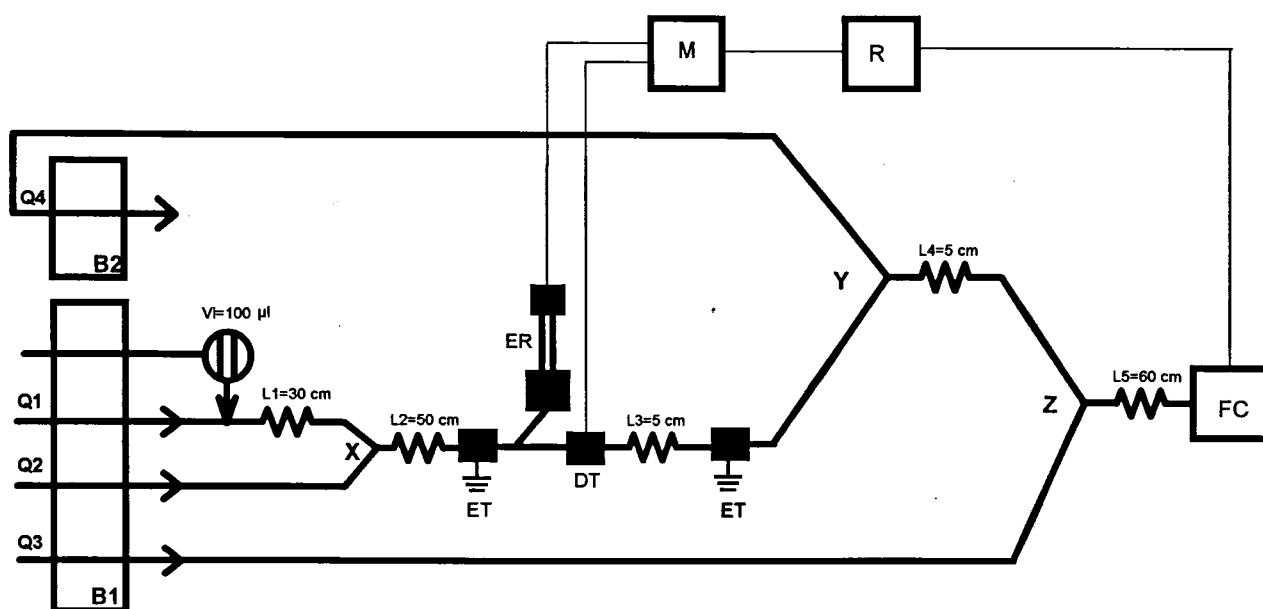 M
R
Q4
B2
L4=5 cm
Y
VI=100 µl
ER
L5=60 cm
L1=30 cm
Q1
Z
FC
L2=50 cm
L3=5 cm
X
Q2
DT
ET
ET
Q3
B1